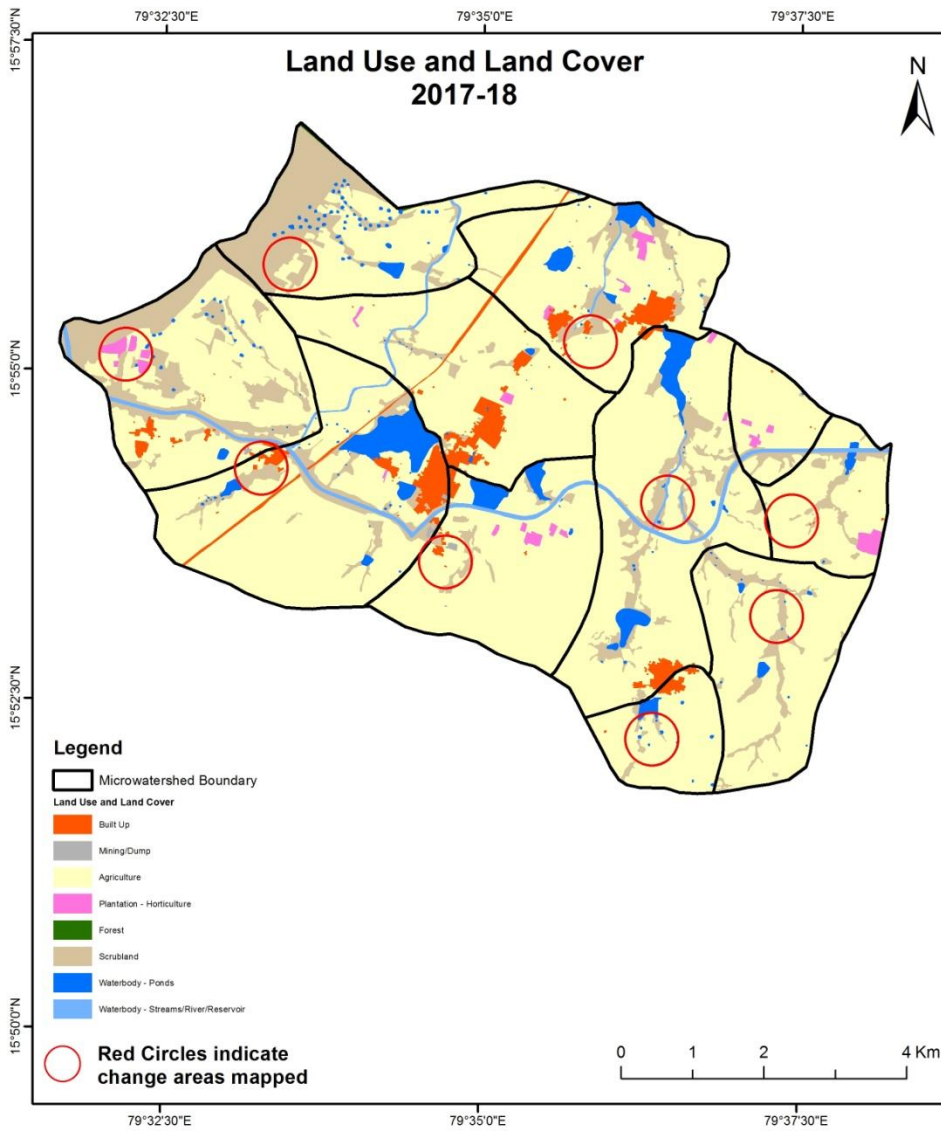 79°32'30"E
79°35'0"E
79°37'30"E
15°57'30"N
Land Use and Land Cover
2017-18
N
15°55'0"N
15°52'30"N
Legend
Microwatershed Boundary
Land Use and Land Cover
Built Up
Mining/Dump
Agriculture
Plantation - Horticulture
Forest
Scrubland
Waterbody - Ponds
Waterbody - Streams/River/Reservoir
15°50'0"N
Red Circles indicate
change areas mapped
0 1 2 4 Km
79°32'30"E
79°35'0"E
79°37'30"E